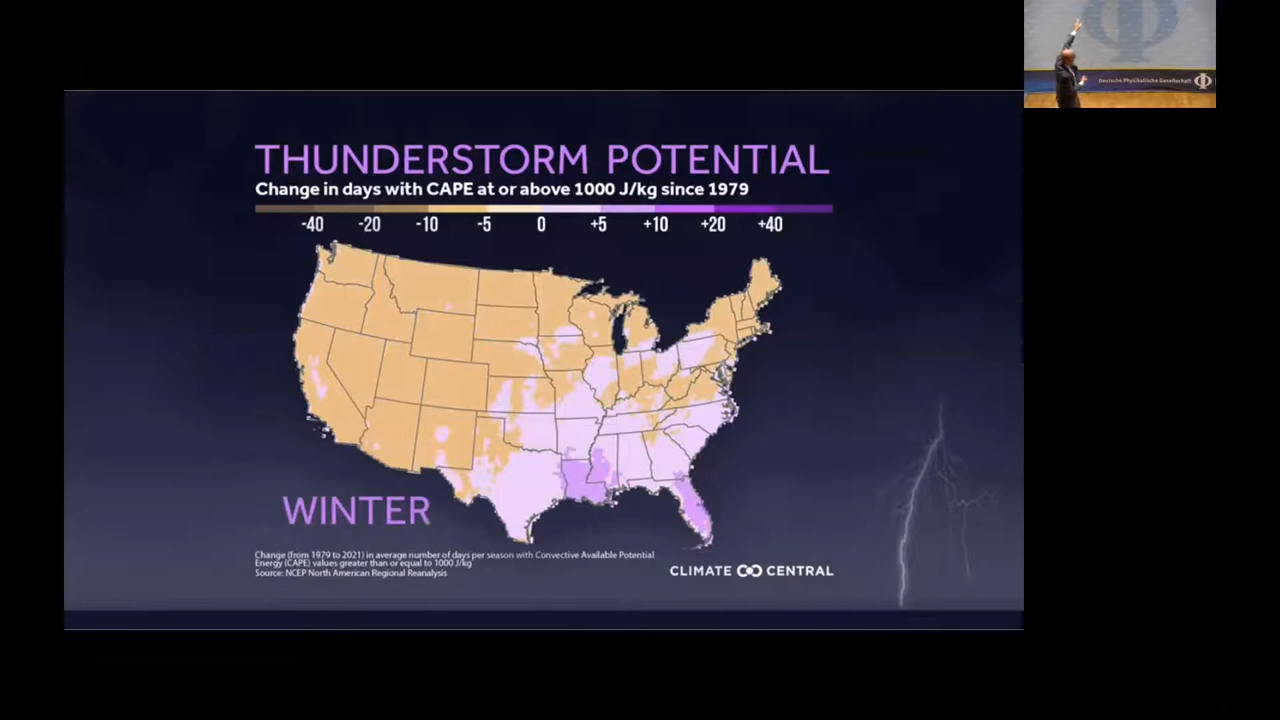 THUNDERSTORM POTENTIAL
Change in days with CAPE at or above 1000 J/kg since 1979
-40 -20 -10 -5 0 +5 +10 +20 +40
WINTER
Change (from 1979 to 2021) in average number of days per season with Convective Available Potential
Energy (CAPE) values greater than or equal to 1000 J/kg
Source: NCEP North American Regional Reanalysis
CLIMATE CENTRAL
Deutsche Physikalische Gesellschaft Φ